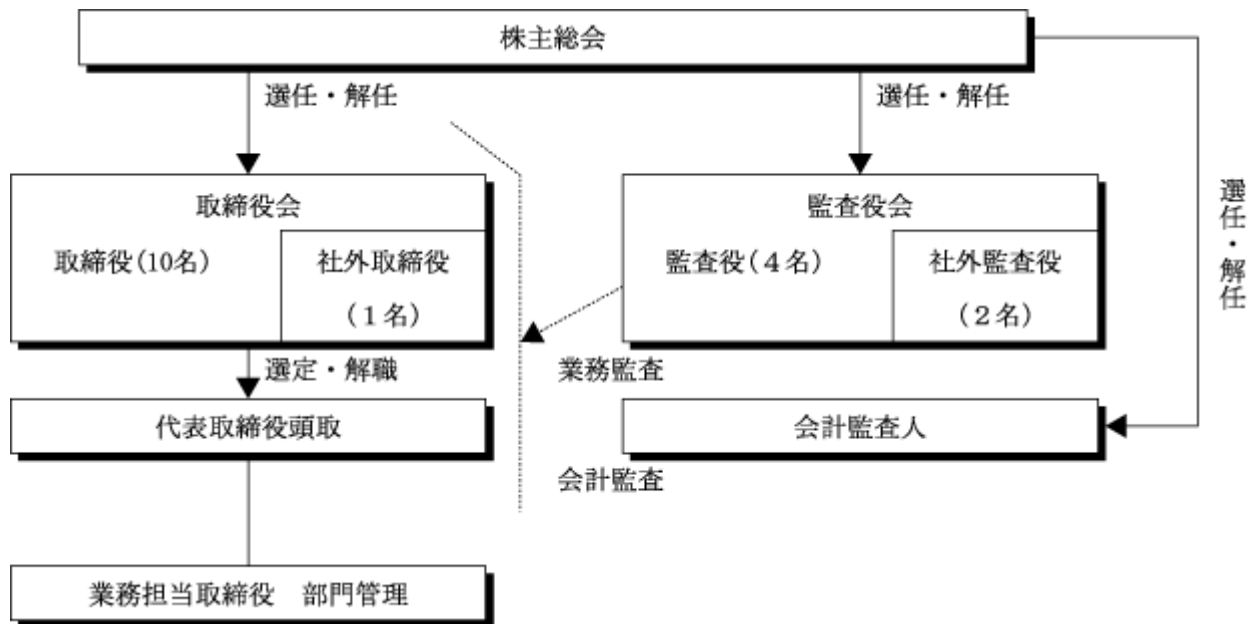 株主総会
選任・解任
選任・解任
選任・解任
取締役会
取締役(10名)
社外取締役
(1名)
監査役会
監査役(4名)
社外監査役
(2名)
選定・解職
業務監査
代表取締役頭取
会計監査人
会計監査
業務担当取締役　部門管理